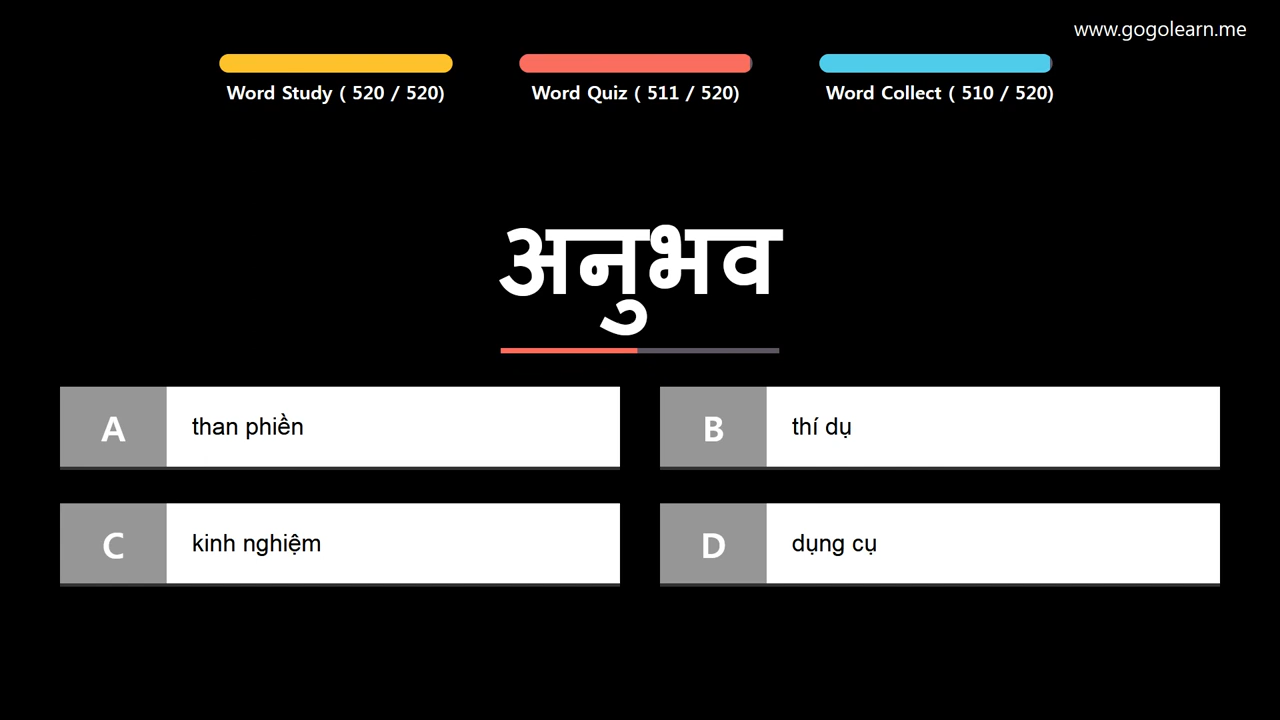 www.gogolearn.me
Word Study ( 520 / 520)
Word Quiz ( 511 / 520)
Word Collect ( 510 / 520)
अनुभव
A than phiền
B thí dụ
C kinh nghiệm
D dụng cụ